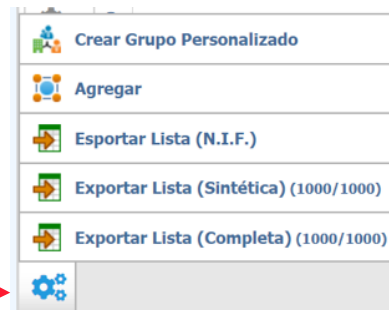 Crear Grupo Personalizado
Agregar
Esportar Lista (N.I.F.)
Exportar Lista (Sintética) (1000/1000)
Exportar Lista (Completa) (1000/1000)